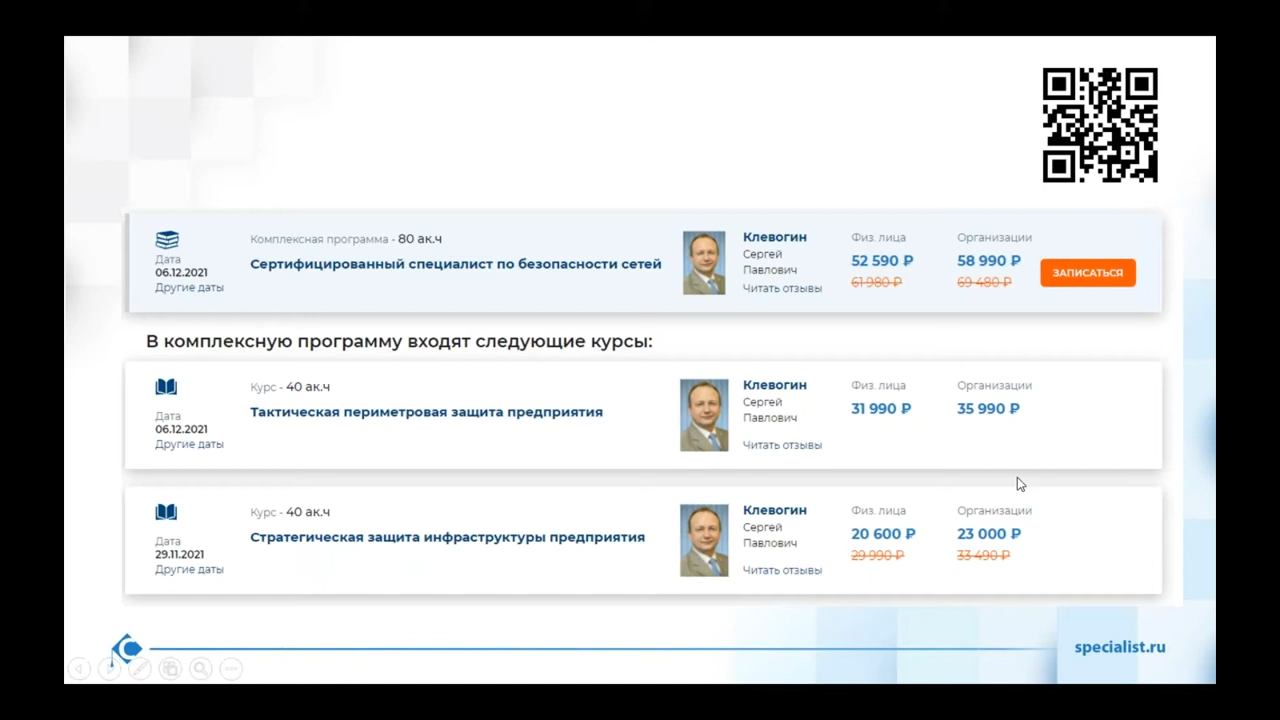 Комплексная программа - 80 ак.ч
Сертифицированный специалист по безопасности сетей
Дата
06.12.2021
Другие даты
Клевогин
Сергей
Павлович
Читать отзывы
Физ. лица
52 590 ₽
61 980 ₽
Организации
58 990 ₽
69 480 ₽
ЗАПИСАТЬСЯ
В комплексную программу входят следующие курсы:
Курс - 40 ак.ч
Тактическая периметровая защита предприятия
Дата
06.12.2021
Другие даты
Клевогин
Сергей
Павлович
Читать отзывы
Физ. лица
31 990 ₽
Организации
35 990 ₽
Курс - 40 ак.ч
Стратегическая защита инфраструктуры предприятия
Дата
29.11.2021
Другие даты
Клевогин
Сергей
Павлович
Читать отзывы
Физ. лица
20 600 ₽
29 990 ₽
Организации
23 000 ₽
33 490 ₽
specialist.ru